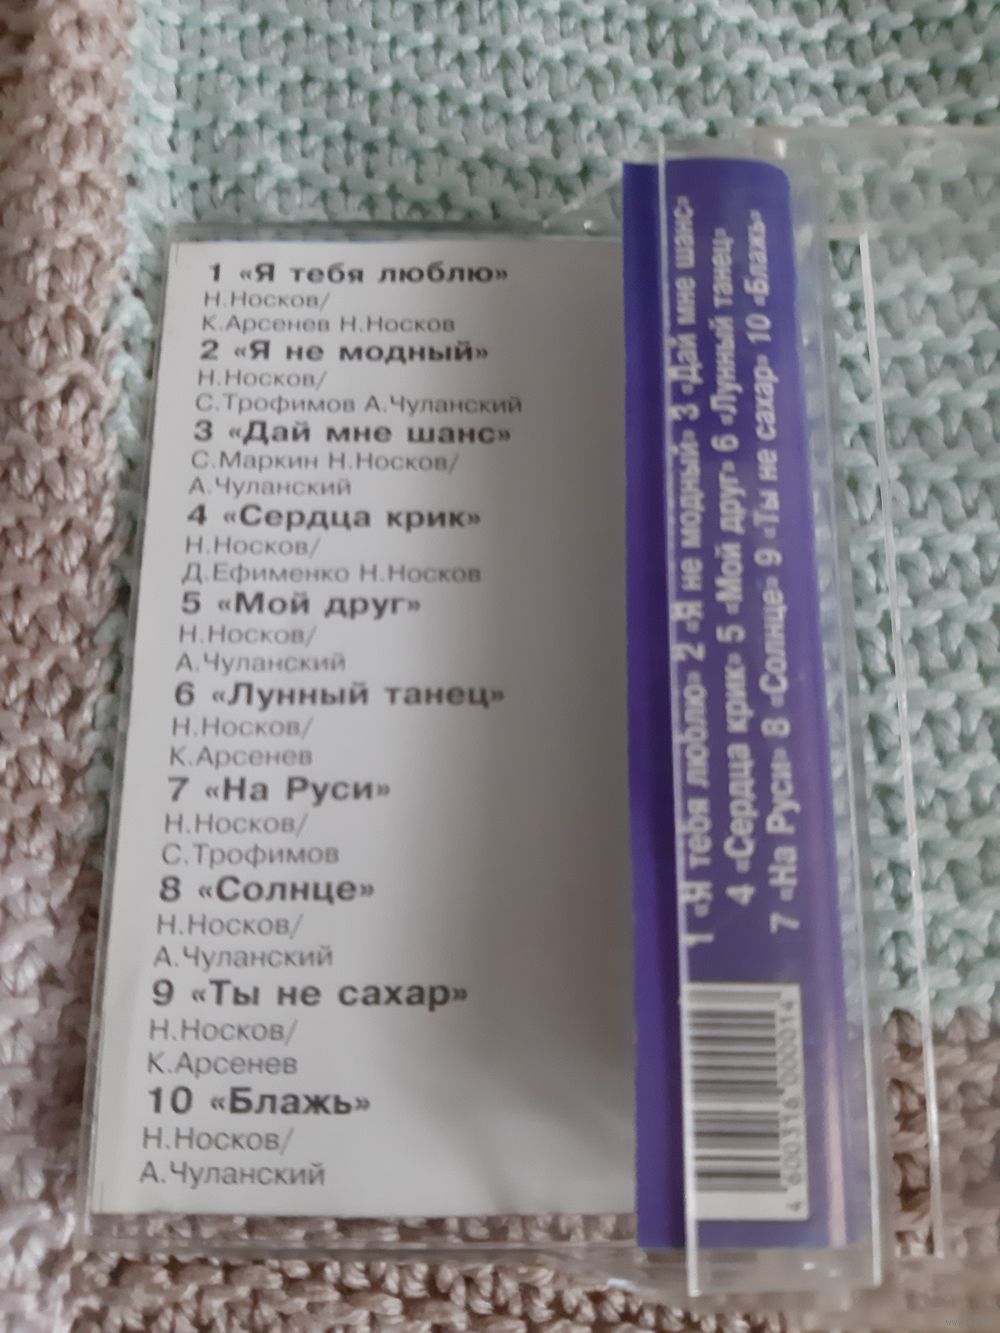 1 «Я тебя люблю»
Н.Носков/
К.Арсенев Н.Носков
2 «Я не модный»
Н.Носков/
С.Трофимов А.Чуланский
3 «Дай мне шанс»
С.Маркин Н.Носков/
А.Чуланский
4 «Сердца крик»
Н.Носков/
Д.Ефименко Н.Носков
5 «Мой друг»
Н.Носков/
А.Чуланский
6 «Лунный танец»
Н.Носков/
К.Арсенев
7 «На Руси»
Н.Носков/
С.Трофимов
8 «Солнце»
Н.Носков/
А.Чуланский
9 «Ты не сахар»
Н.Носков/
К.Арсенев
10 «Блажь»
Н.Носков/
А.Чуланский
1 «Я тебя люблю» 2 «Я не модный» 3 «Дай мне шанс»
4 «Сердца крик» 5 «Мой друг» 6 «Лунный танец»
7 «На Руси» 8 «Солнце» 9 «Ты не сахар» 10 «Блажь»
4 600316 000014